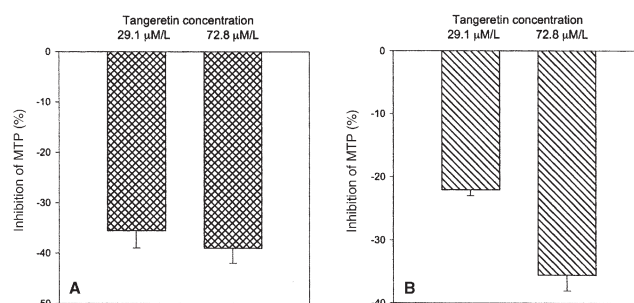 Tangeretin concentration
29.1 µM/L 72.8 µM/L
0
-10
-20
-30
-40
-50
Inhibition of MTP (%)
A
Tangeretin concentration
29.1 µM/L 72.8 µM/L
0
-10
-20
-30
-40
Inhibition of MTP (%)
B